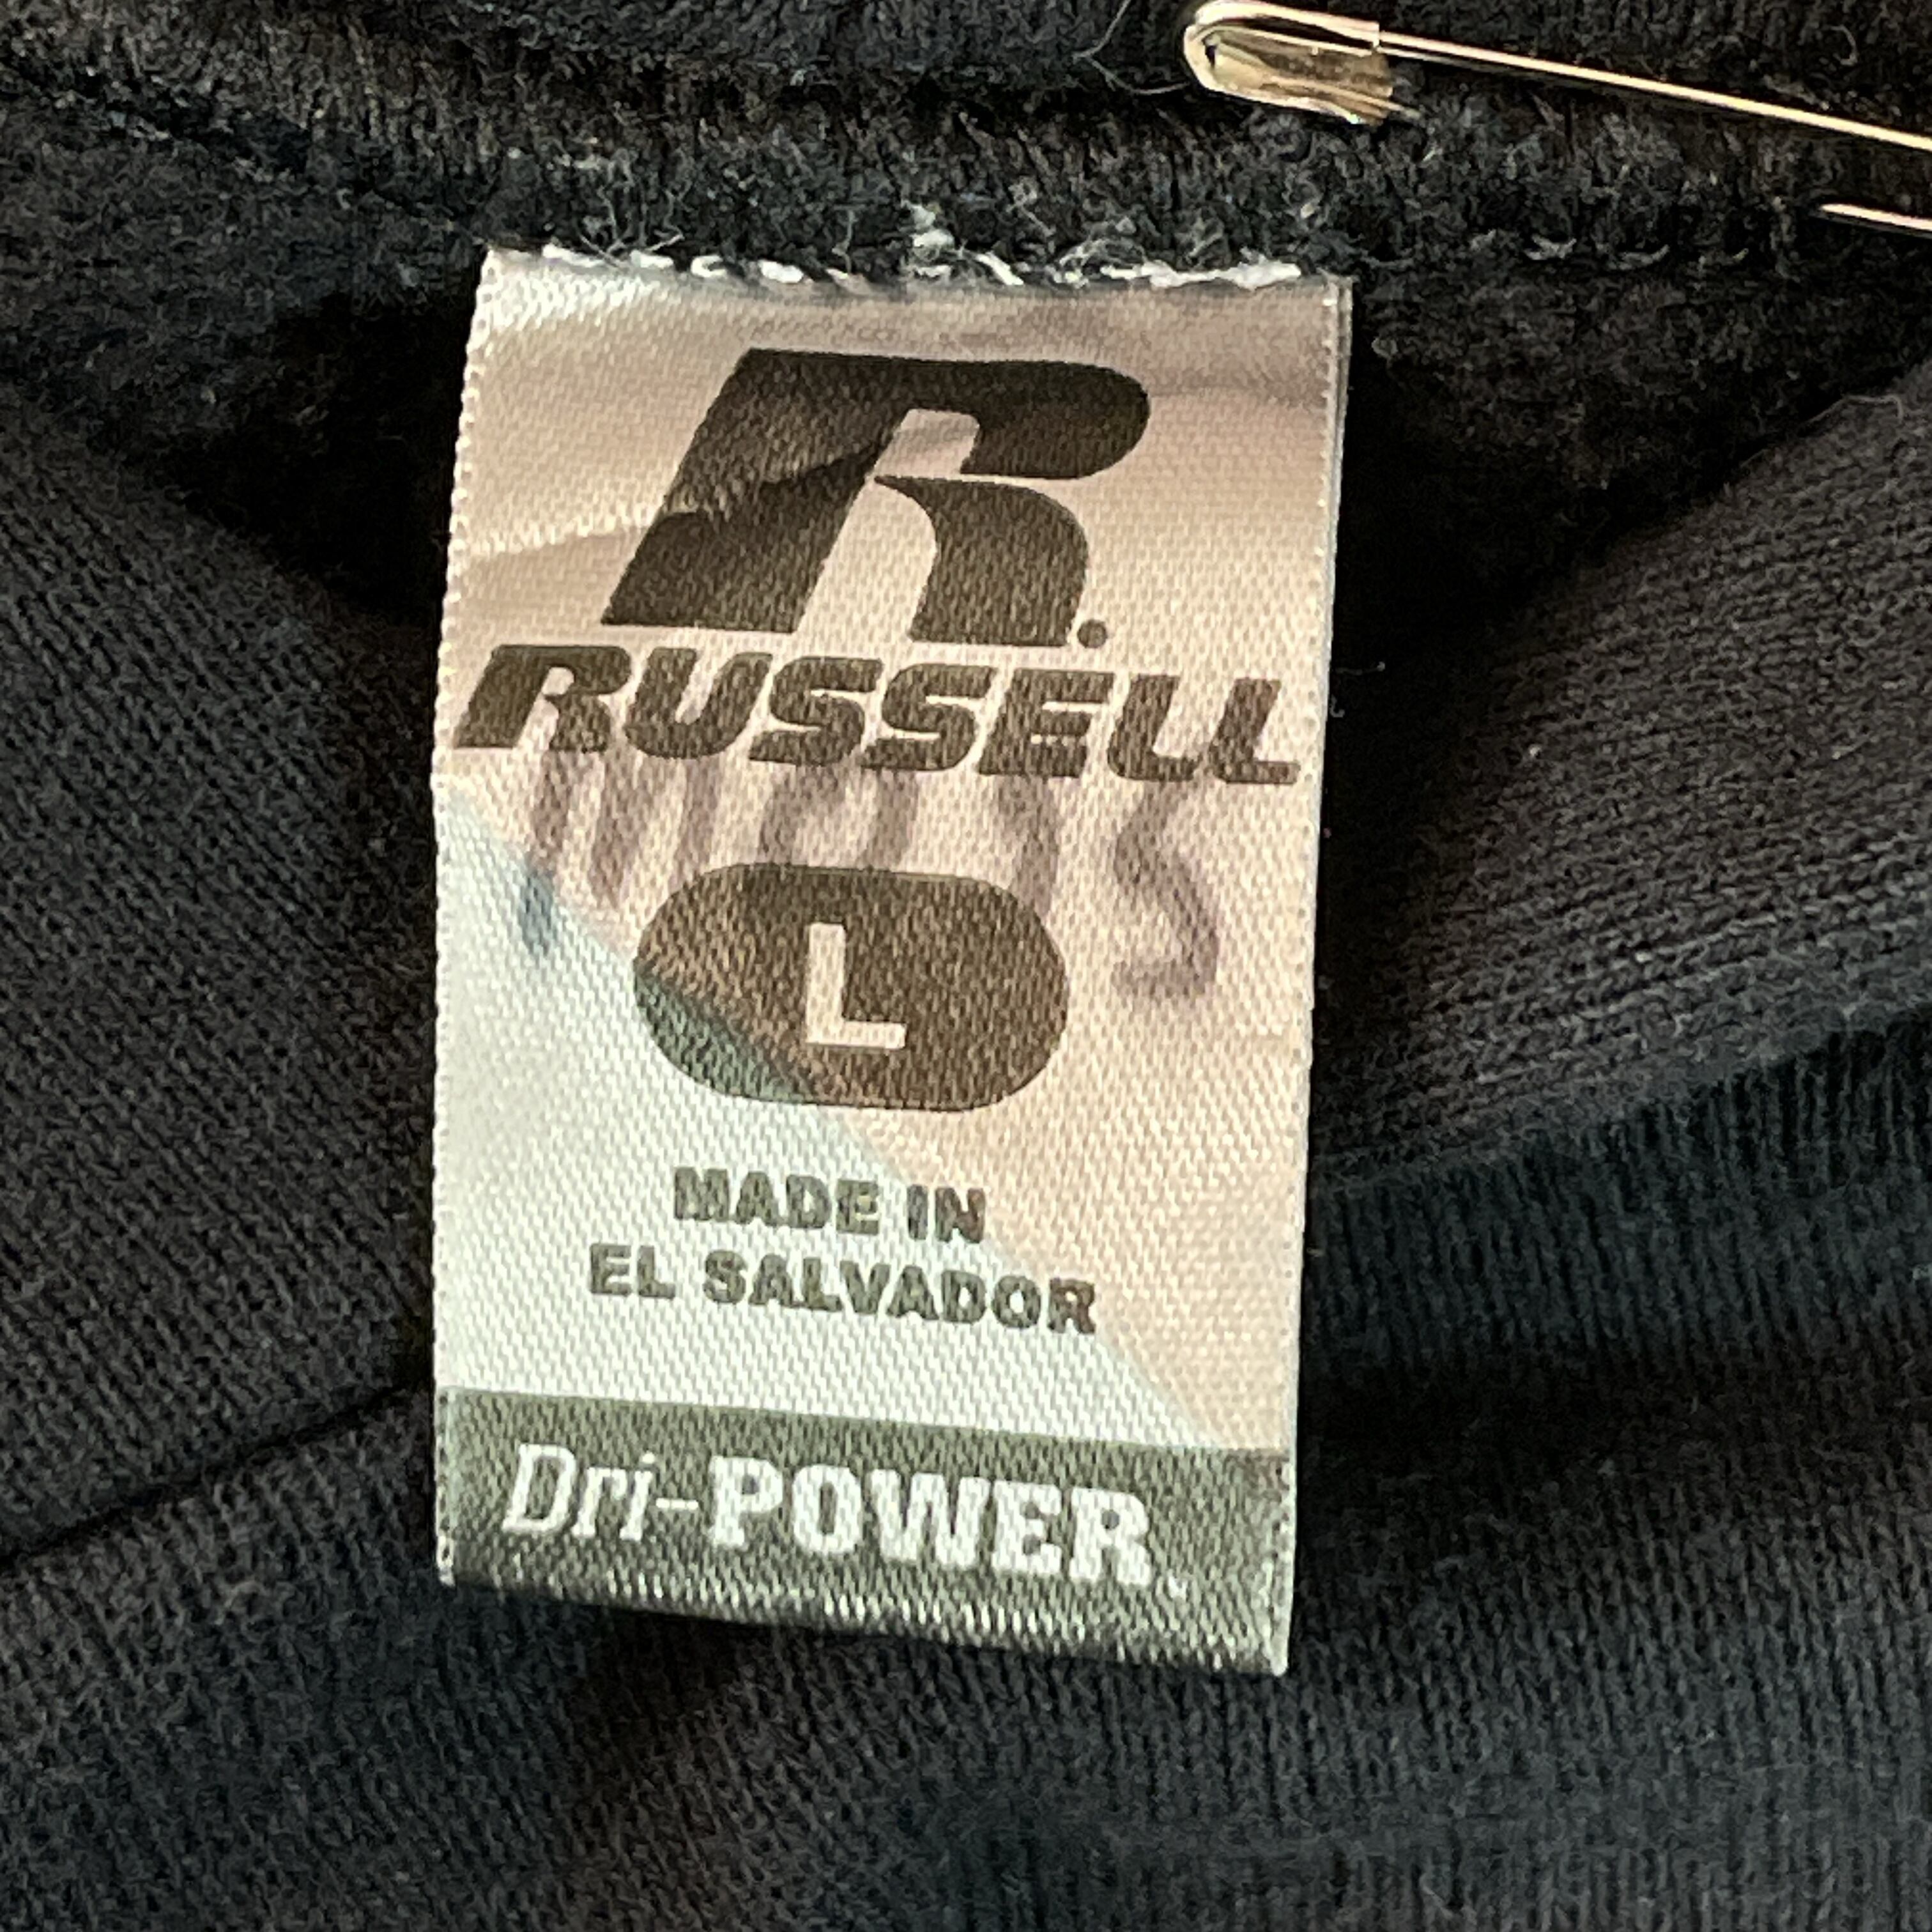 R.
RUSSELL
L
MADE IN
EL SALVADOR
Dri-POWER